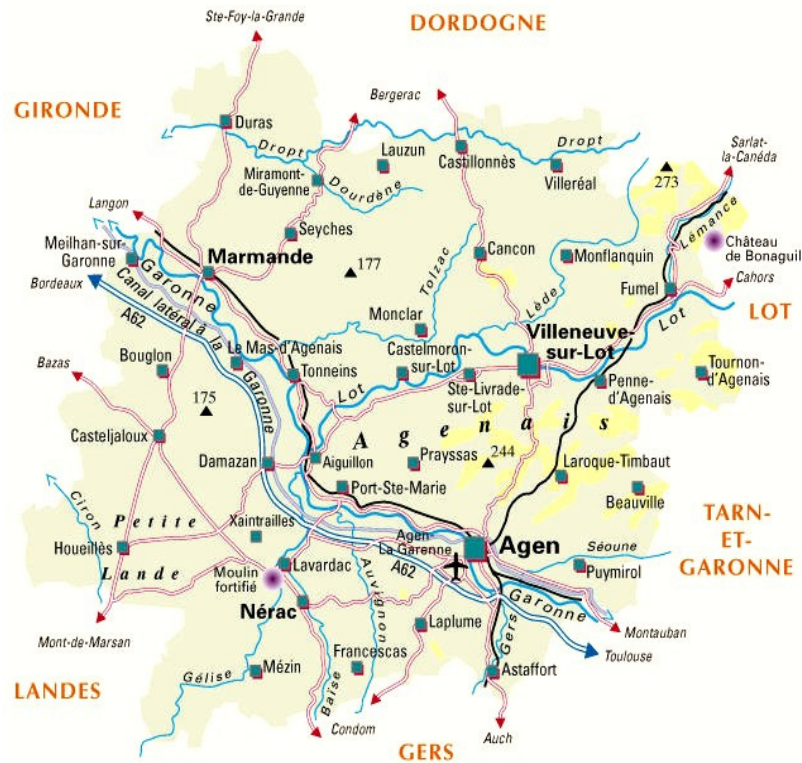 DORDOGNE
Ste-Foy-la-Grande
GIRONDE
Bergerac
Duras
Dropt
Lauzun
Castillonnès
Dropt
Sarlat-
la-Canéda
Miramont-
de-Guyenne
Dourdène
Villeréal
273
Langon
Seyches
Tolzac
Lémance
Meilhan-sur-
Garonne
Marmande
177
Cancon
Monflanquin
Château
de Bonaguil
Bordeaux
Garonne
Canal latéral à la
Garonne
A62
Lède
Fumel
Cahors
Monclar
Villeneuve-
sur-Lot
Lot
LOT
Bazas
Bouglon
Le Mas-d'Agenais
Tonneins
Castelmoron-
sur-Lot
Lot
Ste-Livrade-
sur-Lot
Penne-
d'Agenais
Tournon-
d'Agenais
175
Agenais
Casteljaloux
Damazan
Aiguillon
Prayssas
244
Laroque-Timbaut
Beauville
Port-Ste-Marie
Ciron
Petite
Lande
Xaintrailles
Houeillès
Agen-
La Garenne
Agen
Séoune
Puymirol
TARN-
ET-
GARONNE
Moulin
fortifié
Lavardac
Auvignon
A62
Nérac
Garonne
Mont-de-Marsan
Laplume
Gers
Montauban
Toulouse
LANDES
Gélise
Mézin
Baïse
Francescas
Astaffort
Condom
GERS
Auch